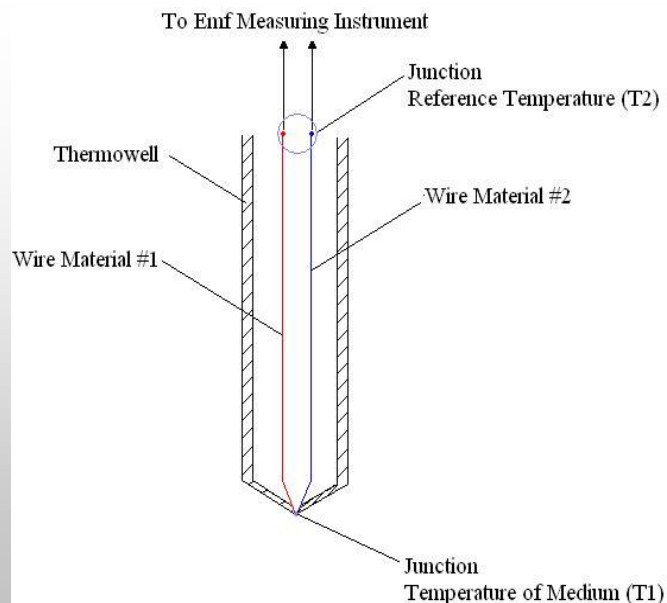 To Emf Measuring Instrument
Junction
Reference Temperature (T2)
Thermowell
Wire Material #2
Wire Material #1
Junction
Temperature of Medium (T1)